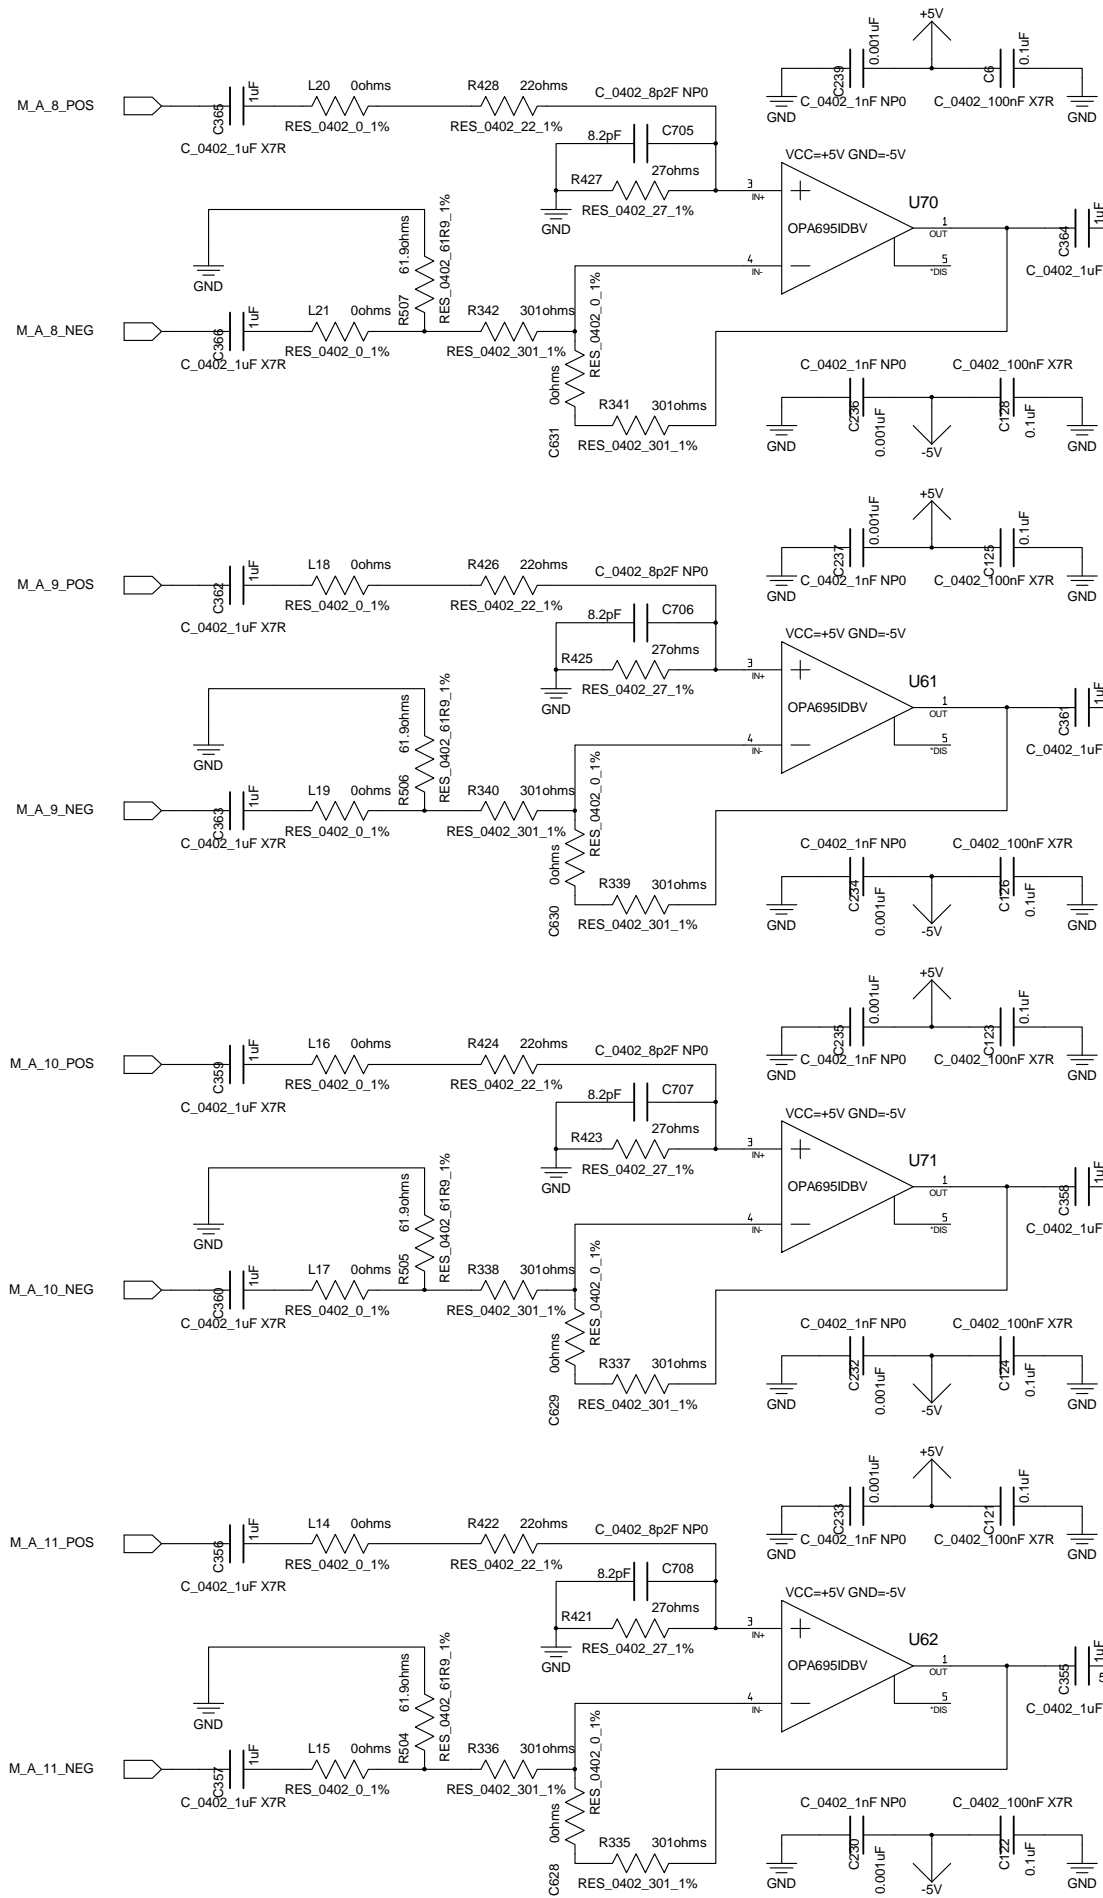 +5V
0.001uF
0.1uF
C239
C6
C_0402_1nF NP0
C_0402_100nF X7R
GND
GND
M_A_8_POS
C365
1uF
C_0402_1uF X7R
L20
0ohms
RES_0402_0_1%
R428
22ohms
RES_0402_22_1%
C_0402_8p2F NP0
8.2pF
C705
R427
27ohms
RES_0402_27_1%
GND
VCC=+5V GND=-5V
3
IN+
U70
OPA695IDBV
1
OUT
4
IN-
5
*DIS
C364
1uF
C_0402_1uF
GND
61.9ohms
RES_0402_61R9_1%
R507
M_A_8_NEG
C366
1uF
C_0402_1uF X7R
L21
0ohms
RES_0402_0_1%
R342
301ohms
RES_0402_301_1%
RES_0402_0_1%
0ohms
C631
R341
301ohms
RES_0402_301_1%
C_0402_1nF NP0
C_0402_100nF X7R
C236
0.001uF
C128
0.1uF
GND
-5V
GND
+5V
0.001uF
0.1uF
C237
C125
C_0402_1nF NP0
C_0402_100nF X7R
GND
GND
M_A_9_POS
C362
1uF
C_0402_1uF X7R
L18
0ohms
RES_0402_0_1%
R426
22ohms
RES_0402_22_1%
C_0402_8p2F NP0
8.2pF
C706
R425
27ohms
RES_0402_27_1%
GND
VCC=+5V GND=-5V
3
IN+
U61
OPA695IDBV
1
OUT
4
IN-
5
*DIS
C361
1uF
C_0402_1uF
GND
61.9ohms
RES_0402_61R9_1%
R506
M_A_9_NEG
C363
1uF
C_0402_1uF X7R
L19
0ohms
RES_0402_0_1%
R340
301ohms
RES_0402_301_1%
RES_0402_0_1%
0ohms
C630
R339
301ohms
RES_0402_301_1%
C_0402_1nF NP0
C_0402_100nF X7R
C234
0.001uF
C126
0.1uF
GND
-5V
GND
+5V
0.001uF
0.1uF
C235
C123
C_0402_1nF NP0
C_0402_100nF X7R
GND
GND
M_A_10_POS
C359
1uF
C_0402_1uF X7R
L16
0ohms
RES_0402_0_1%
R424
22ohms
RES_0402_22_1%
C_0402_8p2F NP0
8.2pF
C707
R423
27ohms
RES_0402_27_1%
GND
VCC=+5V GND=-5V
3
IN+
U71
OPA695IDBV
1
OUT
4
IN-
5
*DIS
C358
1uF
C_0402_1uF
GND
61.9ohms
RES_0402_61R9_1%
R505
M_A_10_NEG
C360
1uF
C_0402_1uF X7R
L17
0ohms
RES_0402_0_1%
R338
301ohms
RES_0402_301_1%
RES_0402_0_1%
0ohms
C629
R337
301ohms
RES_0402_301_1%
C_0402_1nF NP0
C_0402_100nF X7R
C232
0.001uF
C124
0.1uF
GND
-5V
GND
+5V
0.001uF
0.1uF
C233
C121
C_0402_1nF NP0
C_0402_100nF X7R
GND
GND
M_A_11_POS
C356
1uF
C_0402_1uF X7R
L14
0ohms
RES_0402_0_1%
R422
22ohms
RES_0402_22_1%
C_0402_8p2F NP0
8.2pF
C708
R421
27ohms
RES_0402_27_1%
GND
VCC=+5V GND=-5V
3
IN+
U62
OPA695IDBV
1
OUT
4
IN-
5
*DIS
C355
1uF
C_0402_1uF
GND
61.9ohms
RES_0402_61R9_1%
R504
M_A_11_NEG
C357
1uF
C_0402_1uF X7R
L15
0ohms
RES_0402_0_1%
R336
301ohms
RES_0402_301_1%
RES_0402_0_1%
0ohms
C628
R335
301ohms
RES_0402_301_1%
C_0402_1nF NP0
C_0402_100nF X7R
C230
0.001uF
C122
0.1uF
GND
-5V
GND